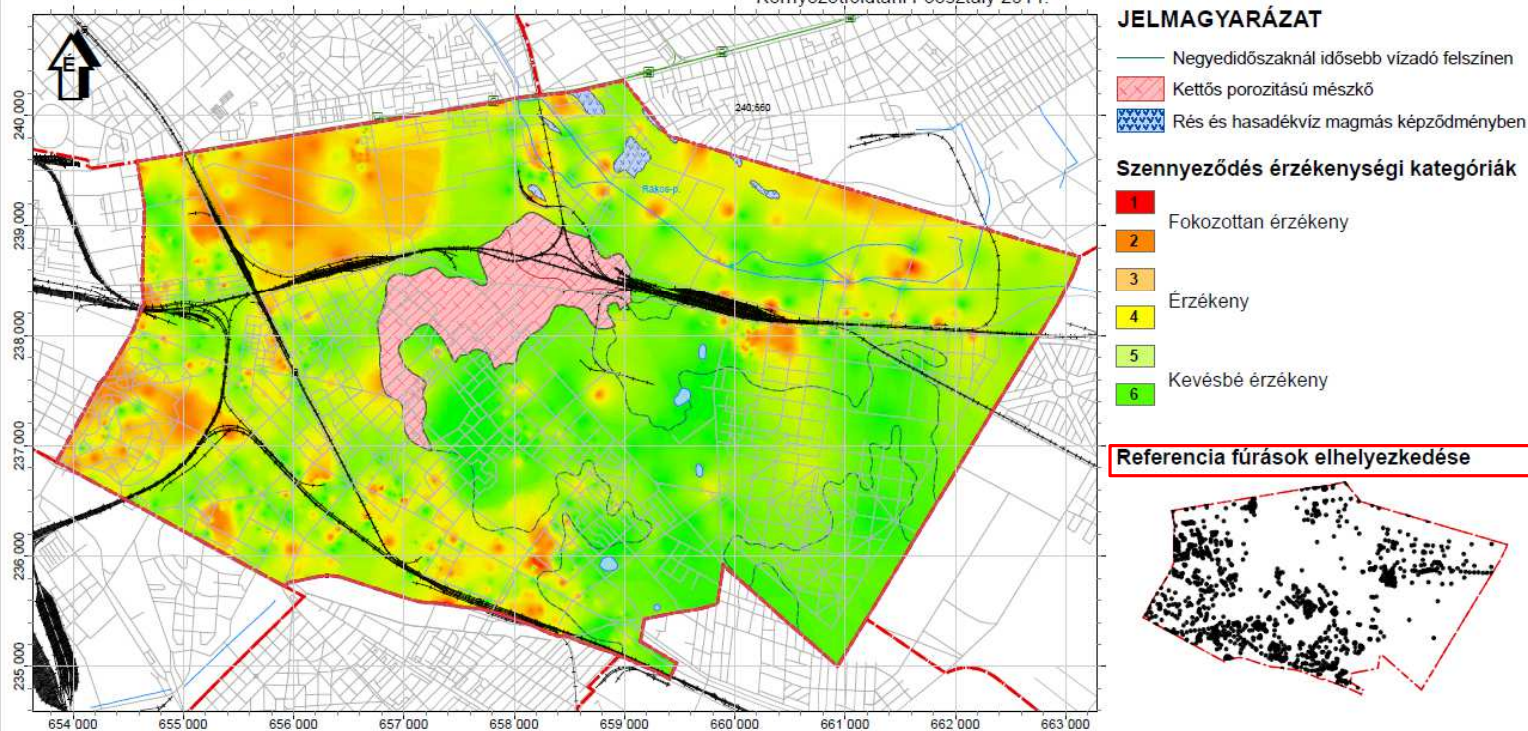 JELMAGYARÁZAT
Negyedidőszaknál idősebb vízadó felszínen
Kettős porozitású mészkő
Rés és hasadékvíz magmás képződményben
Szennyeződés érzékenységi kategóriák
1
Fokozottan érzékeny
2
3
Érzékeny
4
5
Kevésbé érzékeny
6
Referencia fúrások elhelyezkedése
É
240;660
Rákos-p.
240 000
239 000
238 000
237 000
236 000
235 000
654 000
655 000
656 000
657 000
658 000
659 000
660 000
661 000
662 000
663 000